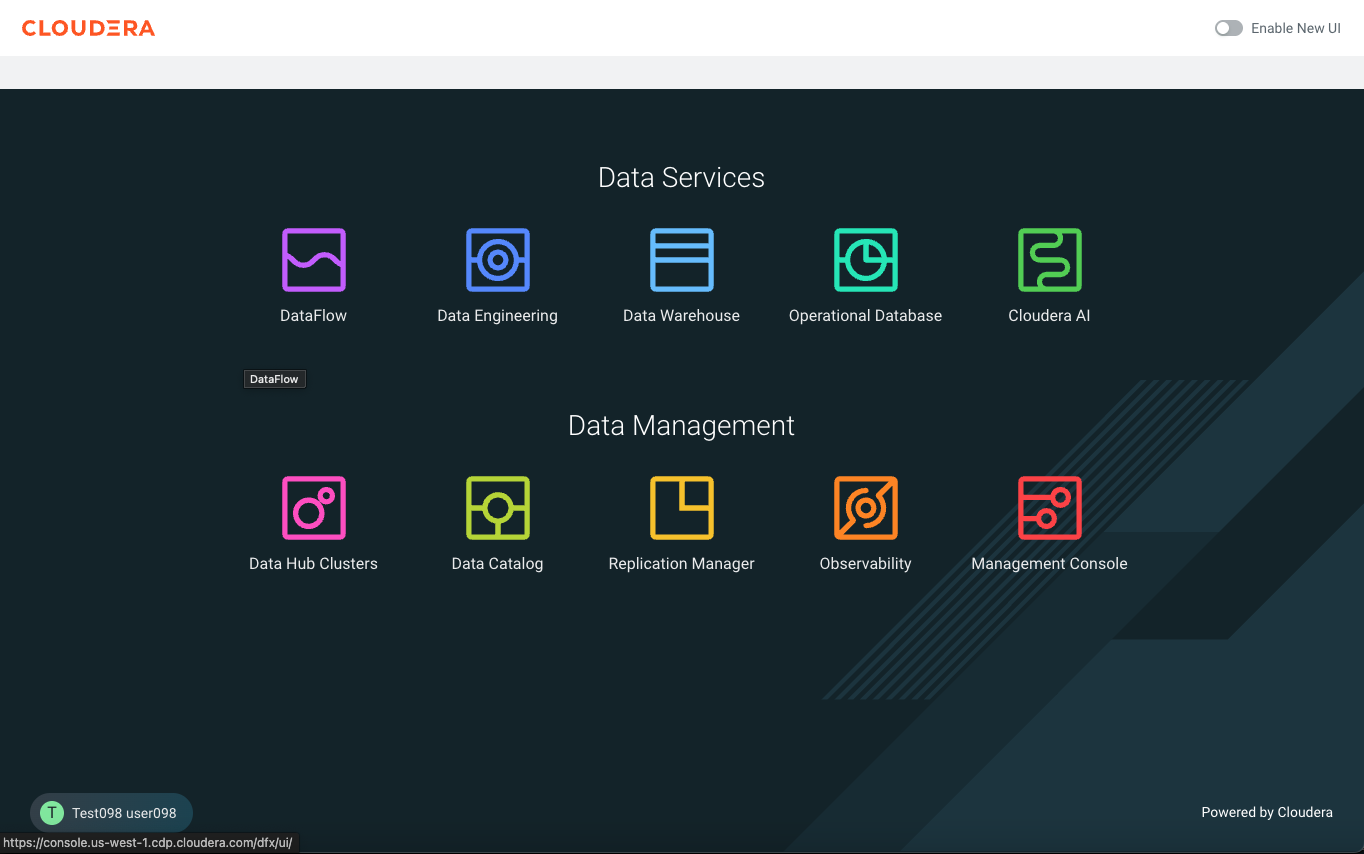 CLOUDERA
Enable New UI
Data Services
DataFlow
Data Engineering
Data Warehouse
Operational Database
Cloudera AI
DataFlow
Data Management
Data Hub Clusters
Data Catalog
Replication Manager
Observability
Management Console
T
Test098 user098
Powered by Cloudera
https://console.us-west-1.cdp.cloudera.com/dfx/ui/